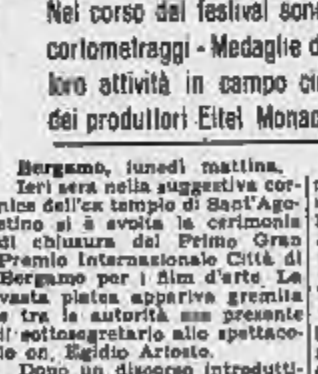 Nel corso del festival son
cortometraggi - Medaglie d
loro attività in campo ci
dei produttori Eitel Monac
Bergamo, lunedì mattina.
Ieri sera nella suggestiva cor-
nice dell'ex tempio di Sant'Ago-
stino si è svolta la cerimonia
di chiusura del Primo Gran
Premio Internazionale Città di
Bergamo per i film d'arte. La
vasta platea appariva gremita
e tra le autorità era presente
il sottosegretario allo spettaco-
lo on. Egidio Ariosto.
Dopo un discorso introdutti-